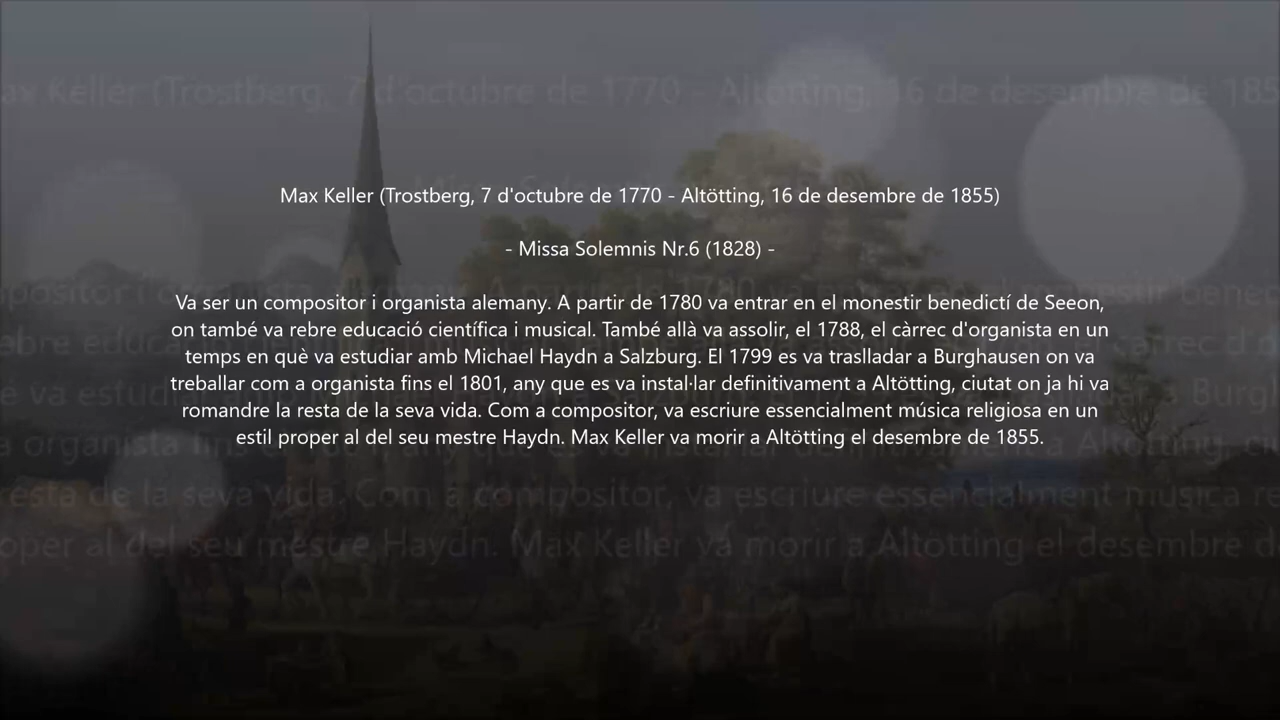 Max Keller (Trostberg, 7 d'octubre de 1770 - Altötting, 16 de desembre de 1855)
- Missa Solemnis Nr.6 (1828) -
Va ser un compositor i organista alemany. A partir de 1780 va entrar en el monestir benedictí de Seeon,
on també va rebre educació científica i musical. També allà va assolir, el 1788, el càrrec d'organista en un
temps en què va estudiar amb Michael Haydn a Salzburg. El 1799 es va traslladar a Burghausen on va
treballar com a organista fins el 1801, any que es va instal·lar definitivament a Altötting, ciutat on ja hi va
romandre la resta de la seva vida. Com a compositor, va escriure essencialment música religiosa en un
estil proper al del seu mestre Haydn. Max Keller va morir a Altötting el desembre de 1855.